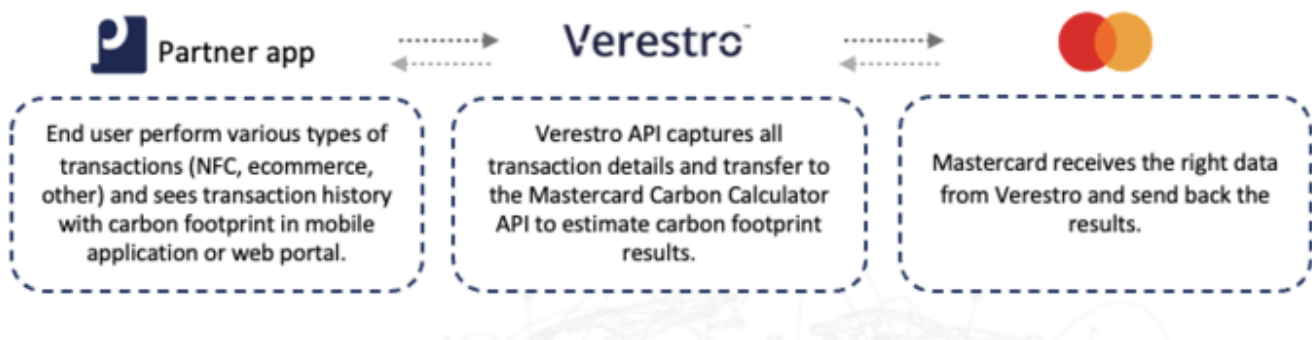 Partner app
Verestro™
End user perform various types of
transactions (NFC, ecommerce,
other) and sees transaction history
with carbon footprint in mobile
application or web portal.
Verestro API captures all
transaction details and transfer to
the Mastercard Carbon Calculator
API to estimate carbon footprint
results.
Mastercard receives the right data
from Verestro and send back the
results.